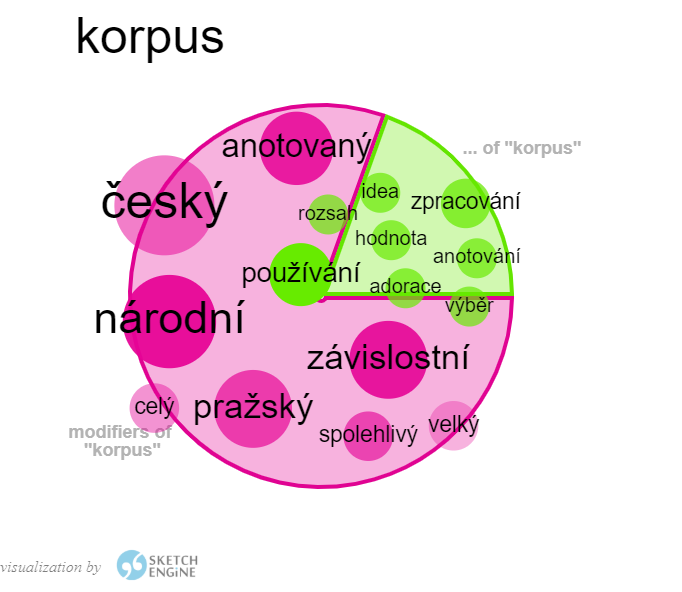 korpus
anotovaný
... of "korpus"
idea
český
zpracování
rozsah
hodnota
anotování
používání
adorace
národní
výběr
závislostní
celý
pražský
modifiers of
"korpus"
spolehlivý
velký
visualization by
SKETCH
ENGINE